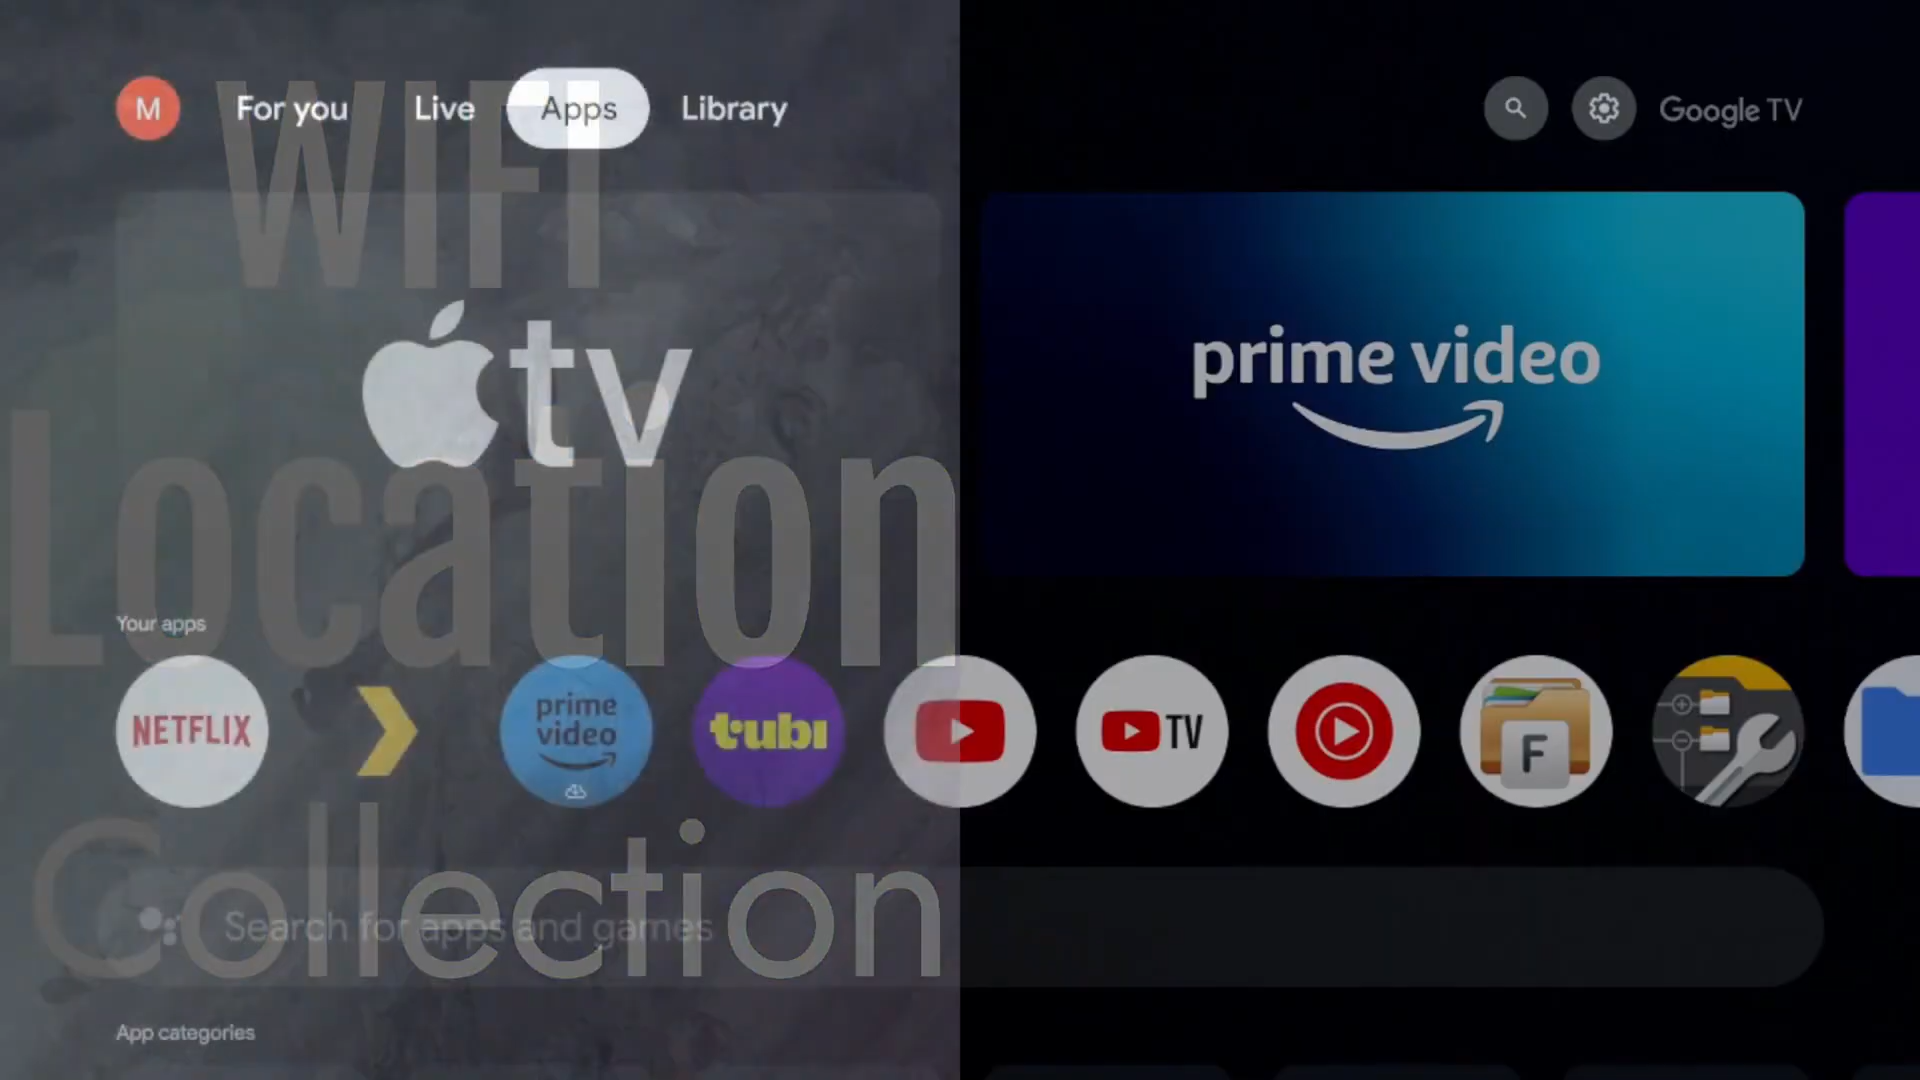 M For you Live Apps Library Google TV
WIFI
tv
prime video
Location
Your apps
NETFLIX
prime video
tubi
TV
F
Collection
Search for apps and games
App categories